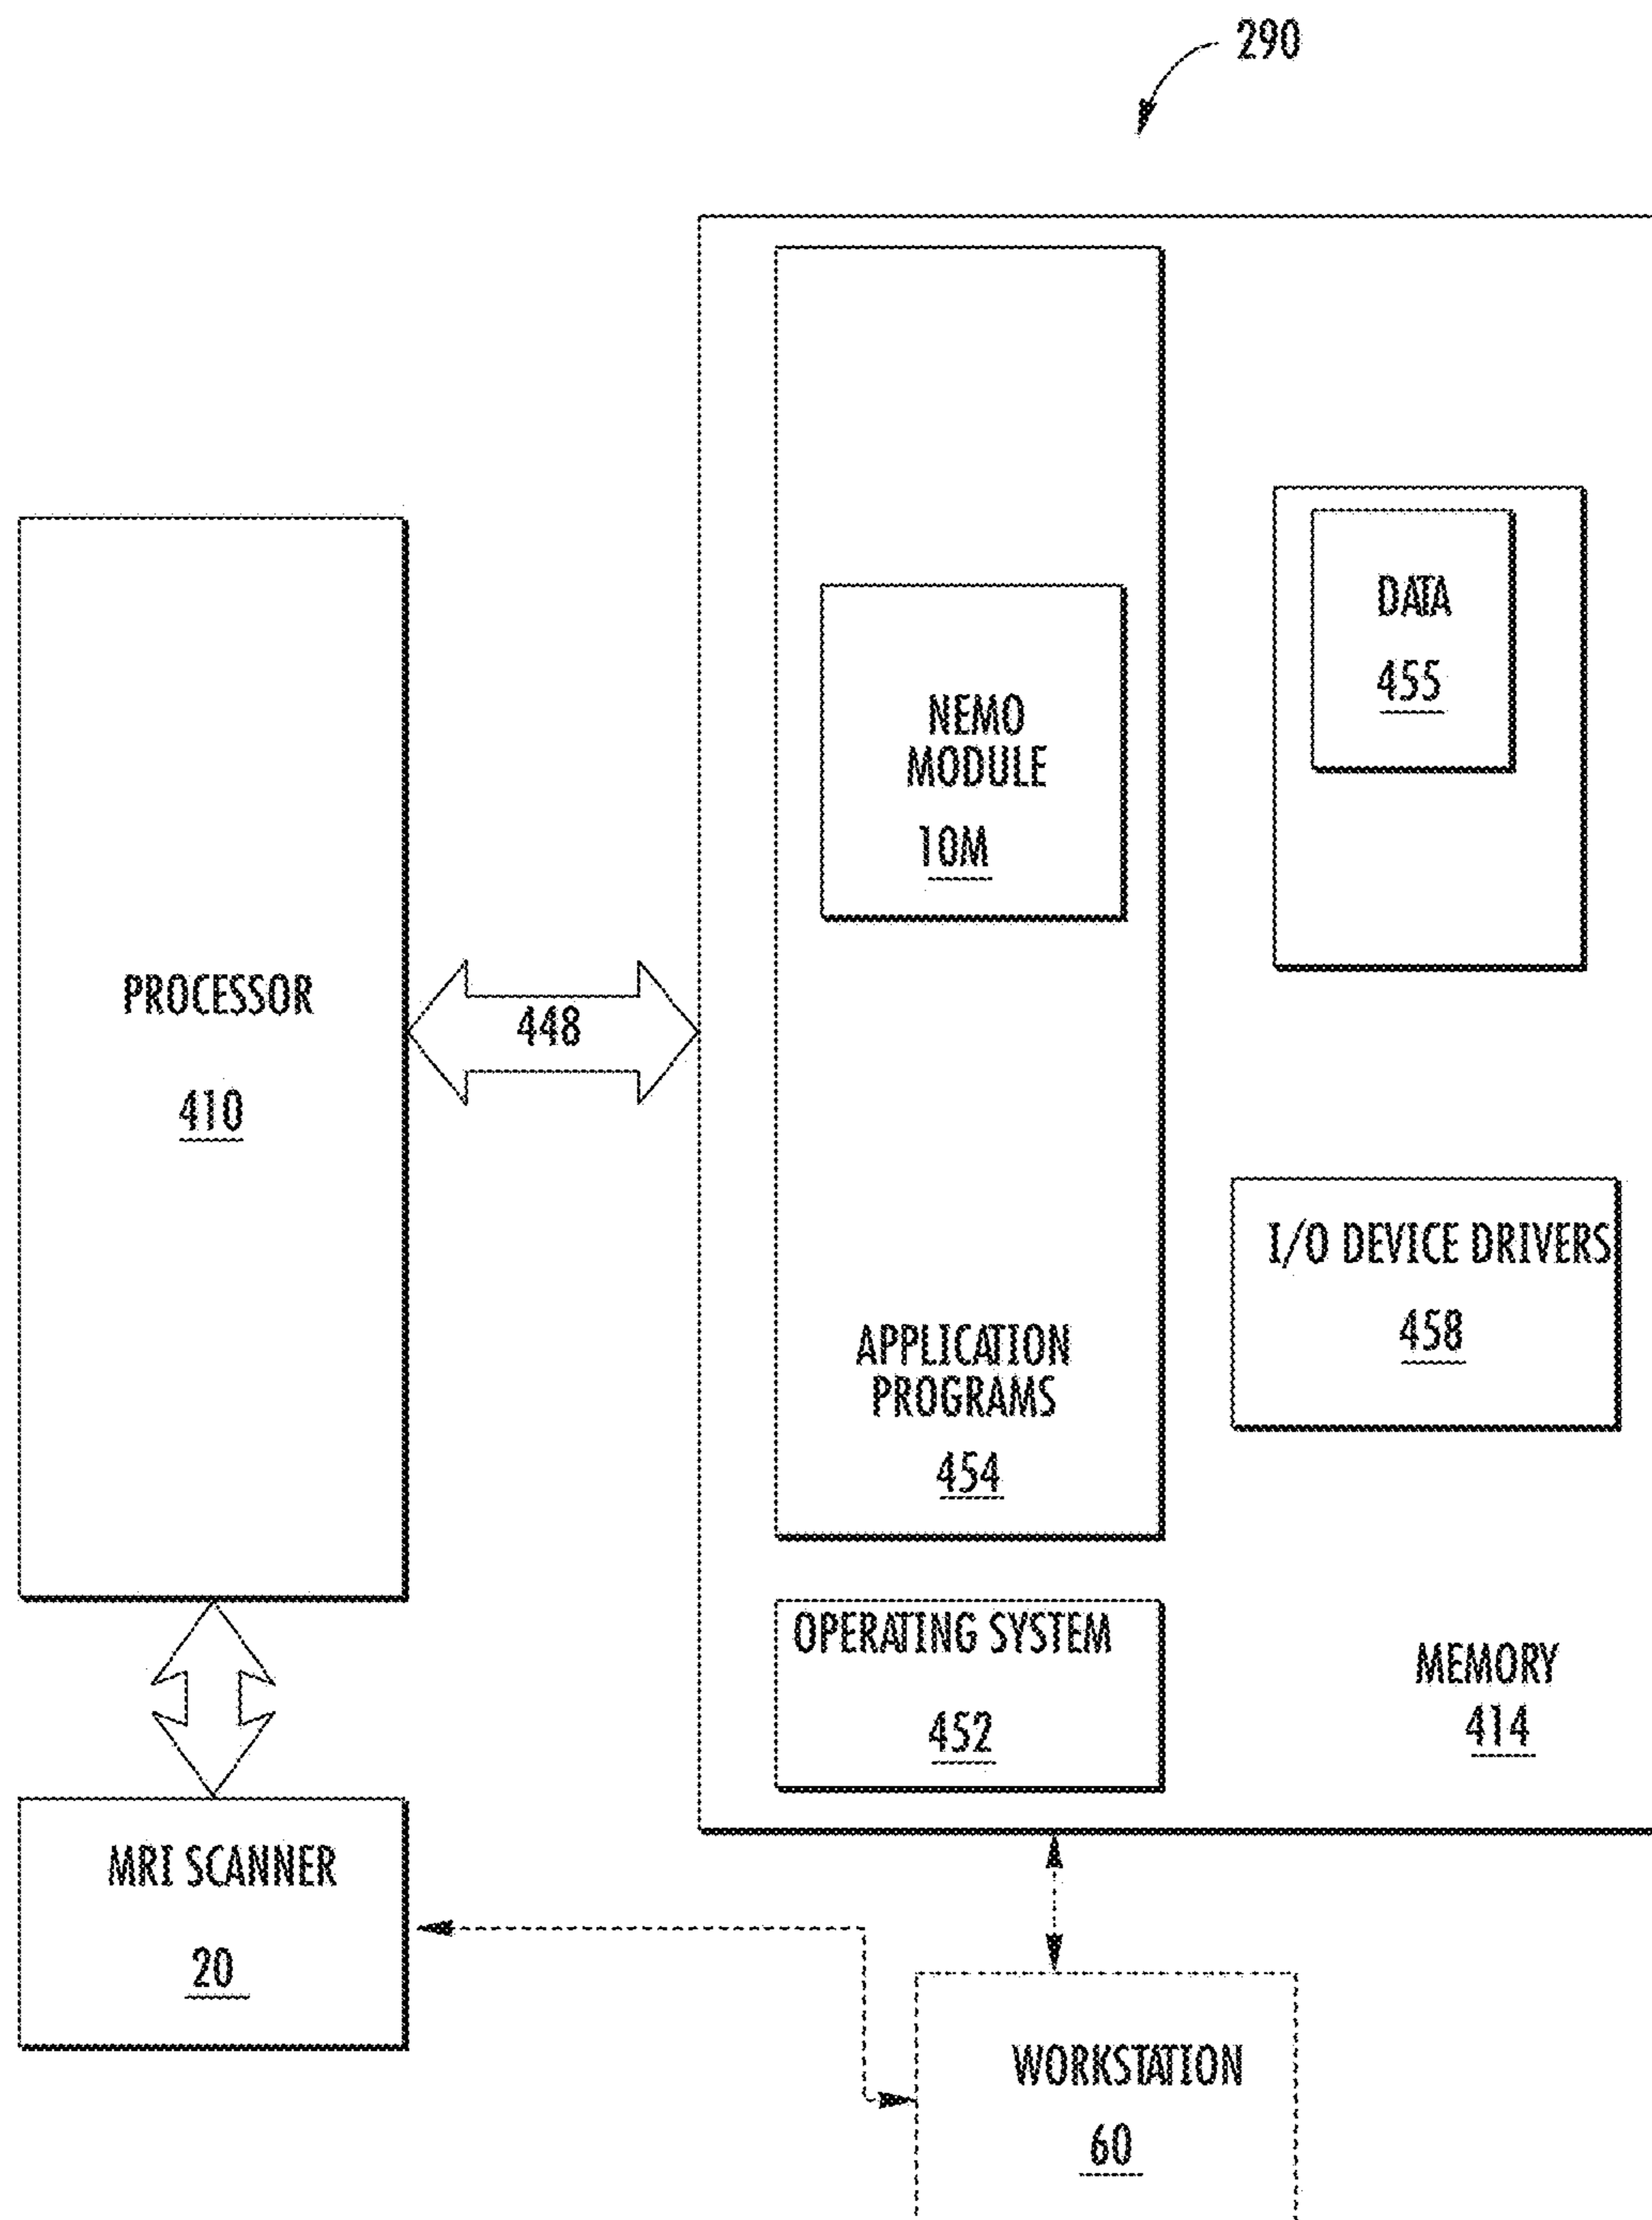 290
DATA
455
NEMO
MODULE
10M
PROCESSOR
410
448
I/O DEVICE DRIVERS
458
APPLICATION
PROGRAMS
454
OPERATING SYSTEM
452
MEMORY
414
MRI SCANNER
20
WORKSTATION
60